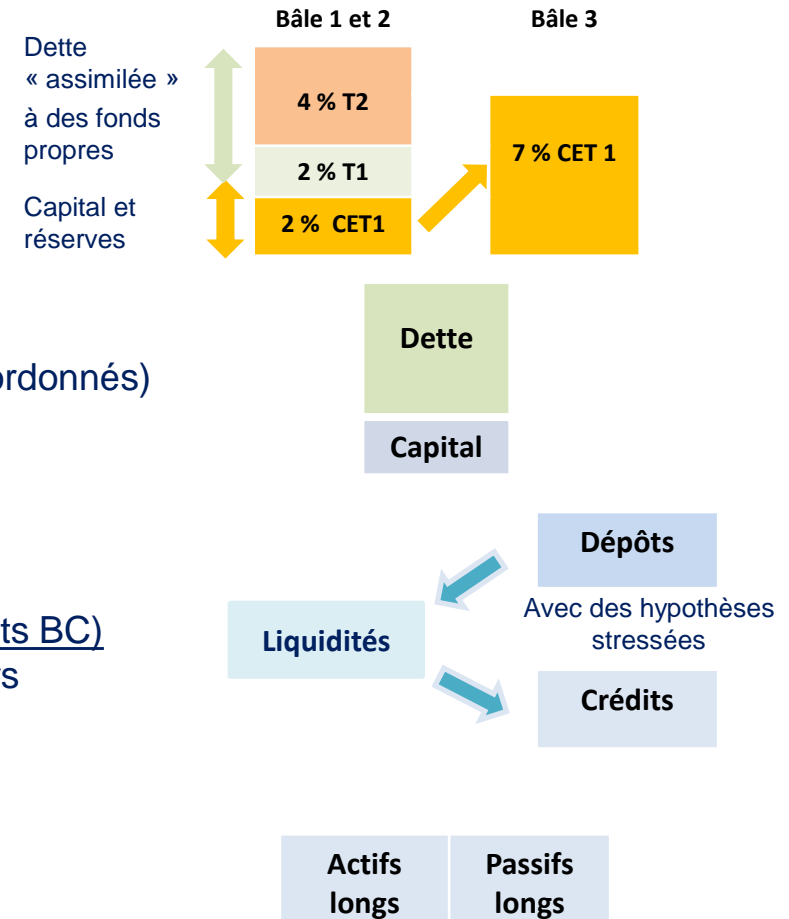 Bâle 1 et 2
Bâle 3
Dette
« assimilée »
à des fonds
propres
Capital et
réserves
4 % T2
2 % T1
2 % CET1
7 % CET 1
Dette
Capital
ordonnés)
Dépôts
Avec des hypothèses
stressées
Liquidités
Crédits
ts BC)
Actifs
longs
Passifs
longs